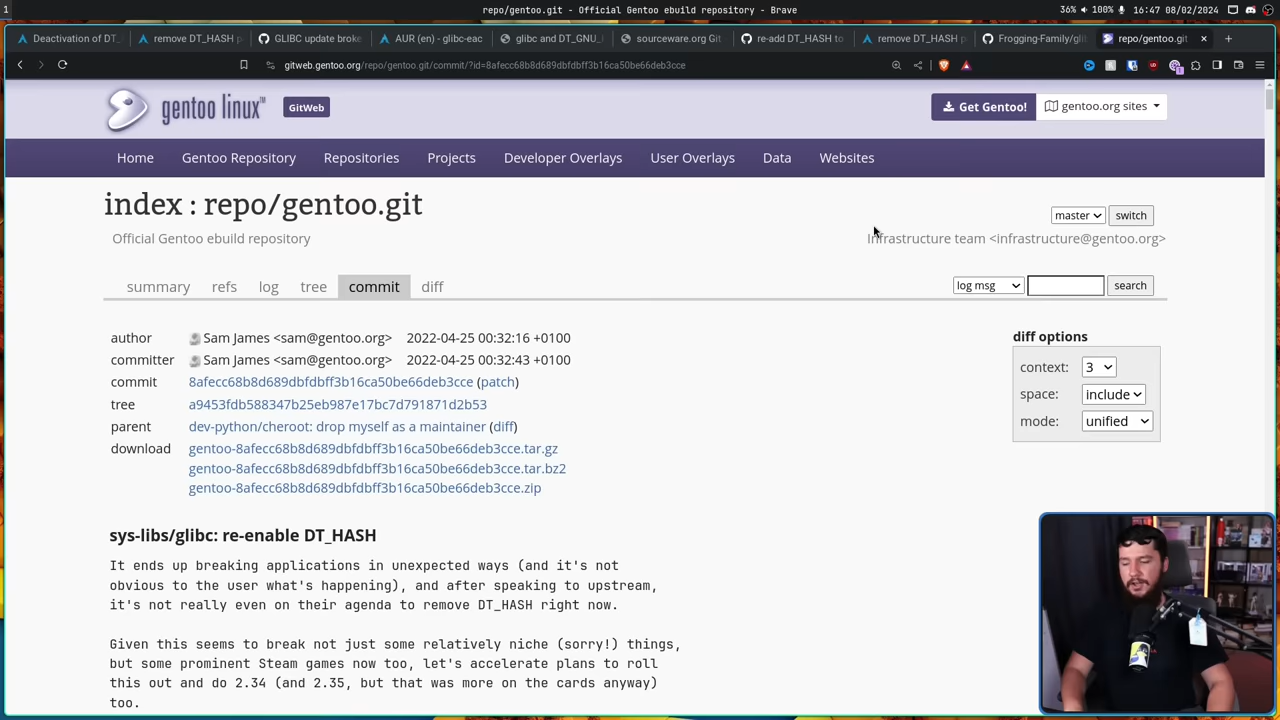 1
repo/gentoo.git - Official Gentoo ebuild repository - Brave
36%
100%
16:47 08/02/2024
Deactivation of DT_
remove DT_HASH p
GLIBC update broke
AUR (en) - glibc-eac
glibc and DT_GNU_
sourceware.org Git
re-add DT_HASH to
remove DT_HASH p
Frogging-Family/gli
repo/gentoo.git
gitweb.gentoo.org/repo/gentoo.git/commit/?id=8afecc68b8d689dbfdbff3b16ca50be66deb3cce
gentoo linux™
GitWeb
Get Gentoo!
gentoo.org sites
Home
Gentoo Repository
Repositories
Projects
Developer Overlays
User Overlays
Data
Websites
index : repo/gentoo.git
master
switch
Official Gentoo ebuild repository
Infrastructure team <infrastructure@gentoo.org>
summary
refs
log
tree
commit
diff
log msg
search
author Sam James <sam@gentoo.org> 2022-04-25 00:32:16 +0100
committer Sam James <sam@gentoo.org> 2022-04-25 00:32:43 +0100
commit 8afecc68b8d689dbfdbff3b16ca50be66deb3cce (patch)
tree a9453fdb588347b25eb987e17bc7d791871d2b53
parent dev-python/cheroot: drop myself as a maintainer (diff)
download gentoo-8afecc68b8d689dbfdbff3b16ca50be66deb3cce.tar.gz
gentoo-8afecc68b8d689dbfdbff3b16ca50be66deb3cce.tar.bz2
gentoo-8afecc68b8d689dbfdbff3b16ca50be66deb3cce.zip
diff options
context: 3
space: include
mode: unified
sys-libs/glibc: re-enable DT_HASH
It ends up breaking applications in unexpected ways (and it's not
obvious to the user what's happening), and after speaking to upstream,
it's not really even on their agenda to remove DT_HASH right now.
Given this seems to break not just some relatively niche (sorry!) things,
but some prominent Steam games now too, let's accelerate plans to roll
this out and do 2.34 (and 2.35, but that was more on the cards anyway)
too.